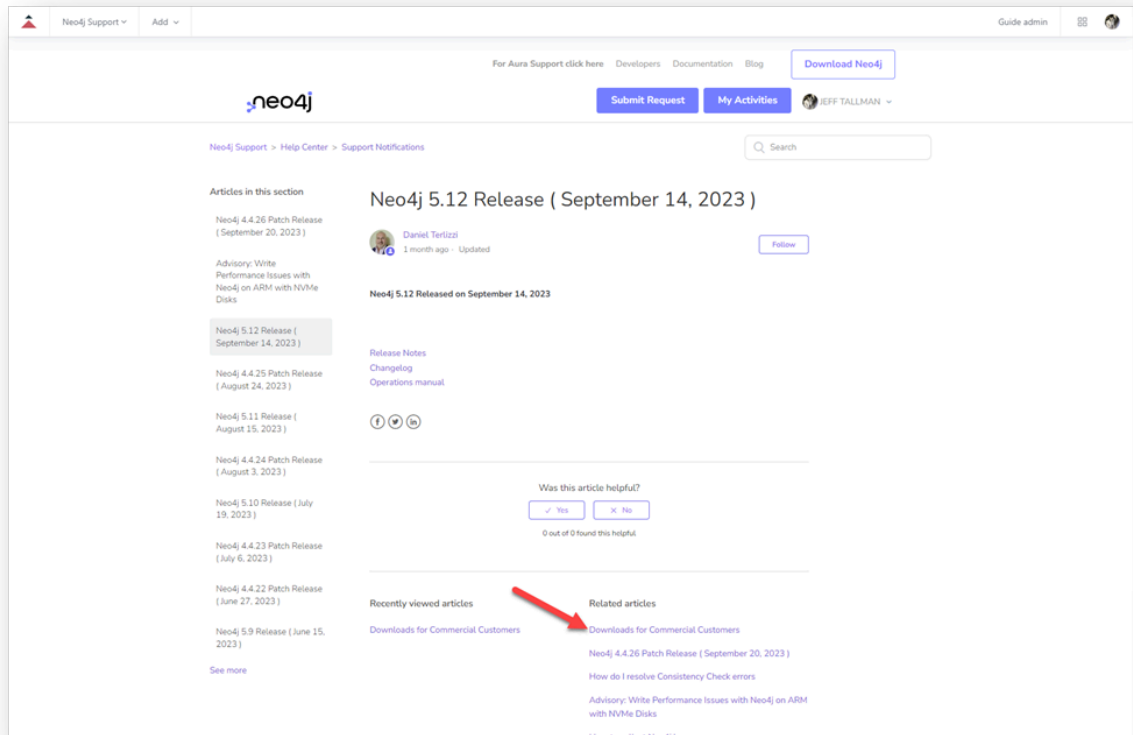 Neo4j Support
Add
Guide admin
For Aura Support click here Developers Documentation Blog Download Neo4j
neo4j
Submit Request My Activities JEFF TALLMAN
Neo4j Support > Help Center > Support Notifications
Search
Articles in this section
Neo4j 4.4.26 Patch Release
( September 20, 2023 )
Advisory: Write
Performance Issues with
Neo4j on ARM with NVMe
Disks
Neo4j 5.12 Release (
September 14, 2023 )
Neo4j 4.4.25 Patch Release
( August 24, 2023 )
Neo4j 5.11 Release (
August 15, 2023 )
Neo4j 4.4.24 Patch Release
( August 3, 2023 )
Neo4j 5.10 Release ( July
19, 2023 )
Neo4j 4.4.23 Patch Release
( July 6, 2023 )
Neo4j 4.4.22 Patch Release
( June 27, 2023 )
Neo4j 5.9 Release ( June 15,
2023 )
See more
Neo4j 5.12 Release ( September 14, 2023 )
Daniel Terlizzi
1 month ago · Updated
Follow
Neo4j 5.12 Released on September 14, 2023
Release Notes
Changelog
Operations manual
Was this article helpful?
✓ Yes
✕ No
0 out of 0 found this helpful
Recently viewed articles
Downloads for Commercial Customers
Related articles
Downloads for Commercial Customers
Neo4j 4.4.26 Patch Release ( September 20, 2023 )
How do I resolve Consistency Check errors
Advisory: Write Performance Issues with Neo4j on ARM
with NVMe Disks